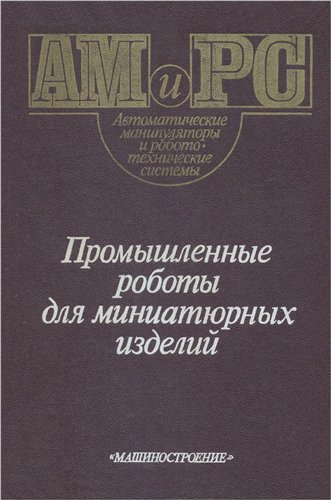 АМ и РС
Автоматические
манипуляторы
и робото-
технические
системы
Промышленные
роботы
для миниатюрных
изделий
«МАШИНОСТРОЕНИЕ»